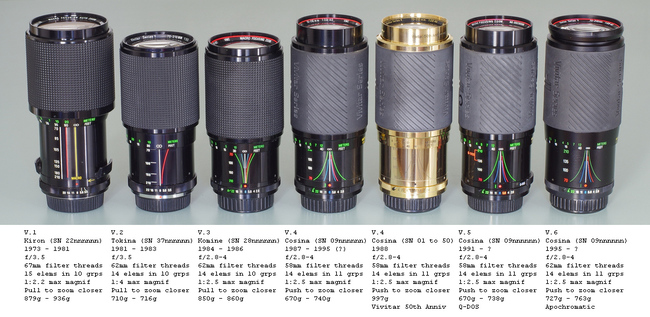 V.1
Kiron (SN 22nnnnnn)
1973 - 1981
f/3.5
67mm filter threads
15 elems in 10 grps
1:2.2 max magnif
Pull to zoom closer
879g - 936g
V.2
Tokina (SN 37nnnnnn)
1981 - 1983
f/3.5
62mm filter threads
14 elems in 10 grps
1:4 max magnif
Pull to zoom closer
710g - 716g
V.3
Komine (SN 28nnnnnn)
1984 - 1986
f/2.8-4
62mm filter threads
14 elems in 10 grps
1:2.5 max magnif
Pull to zoom closer
850g - 860g
V.4
Cosina (SN 09nnnnnn)
1987 - 1995 (?)
f/2.8-4
58mm filter threads
14 elems in 11 grps
1:2.5 max magnif
Push to zoom closer
670g - 740g
V.4
Cosina (SN 01 to 50)
1988
f/2.8-4
58mm filter threads
14 elems in 11 grps
1:2.5 max magnif
Push to zoom closer
997g
Vivitar 50th Anniv
V.5
Cosina (SN 09nnnnnn)
1991 - ?
f/2.8-4
58mm filter threads
14 elems in 11 grps
1:2.5 max magnif
Push to zoom closer
670g - 738g
Q-DOS
V.6
Cosina (SN 09nnnnnn)
1995 - ?
f/2.8-4
62mm filter threads
14 elems in 11 grps
1:2.5 max magnif
Push to zoom closer
727g - 763g
Apochromatic